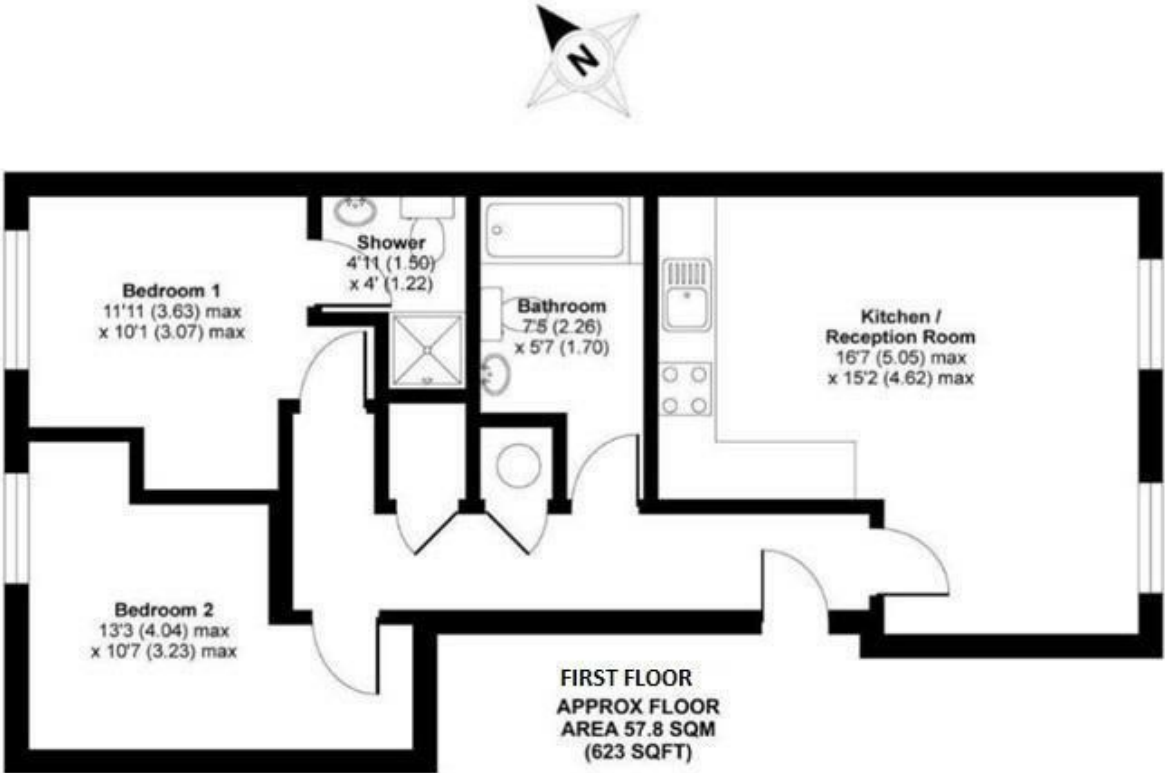 N
Shower
4'11 (1.50)
x 4' (1.22)
Bedroom 1
11'11 (3.63) max
x 10'1 (3.07) max
Bathroom
7'5 (2.26)
x 5'7 (1.70)
Kitchen /
Reception Room
16'7 (5.05) max
x 15'2 (4.62) max
Bedroom 2
13'3 (4.04) max
x 10'7 (3.23) max
FIRST FLOOR
APPROX FLOOR
AREA 57.8 SQM
(623 SQFT)